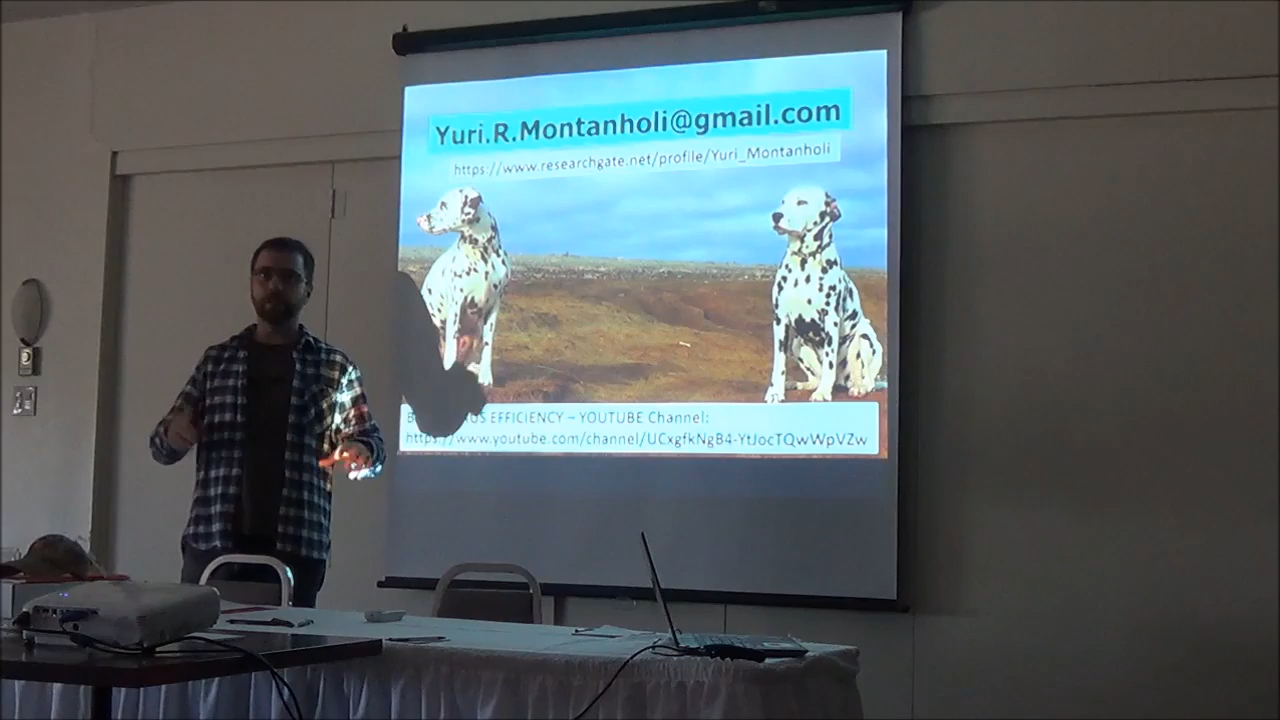 Yuri.R.Montanholi@gmail.com
https://www.researchgate.net/profile/Yuri_Montanholi
EFFICIENCY – YOUTUBE Channel:
https://www.youtube.com/channel/UCxgfkNgB4-YtJocTQwWpVZw